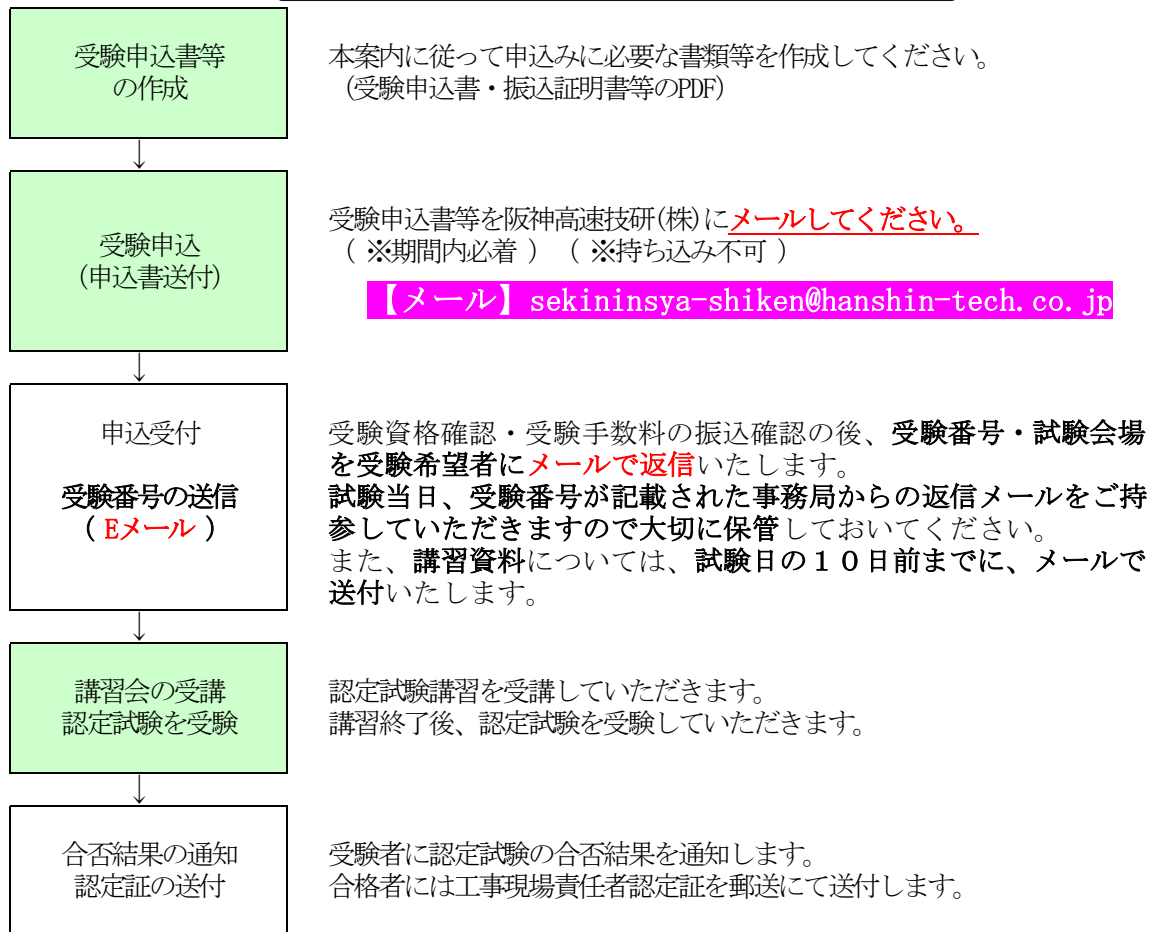 受験申込書等
の作成
本案内に従って申込みに必要な書類等を作成してください。
（受験申込書・振込証明書等のPDF）
↓
受験申込
（申込書送付）
受験申込書等を阪神高速技研(株)にメールしてください。
（ ※期間内必着 ） （ ※持ち込み不可 ）
【メール】sekininsya-shiken@hanshin-tech.co.jp
↓
申込受付
受験番号の送信
（ Eメール ）
受験資格確認・受験手数料の振込確認の後、受験番号・試験会場
を受験希望者にメールで返信いたします。
試験当日、受験番号が記載された事務局からの返信メールをご持
参していただきますので大切に保管しておいてください。
また、講習資料については、試験日の１０日前までに、メールで
送付いたします。
↓
講習会の受講
認定試験を受験
認定試験講習を受講していただきます。
講習終了後、認定試験を受験していただきます。
↓
合否結果の通知
認定証の送付
受験者に認定試験の合否結果を通知します。
合格者には工事現場責任者認定証を郵送にて送付します。